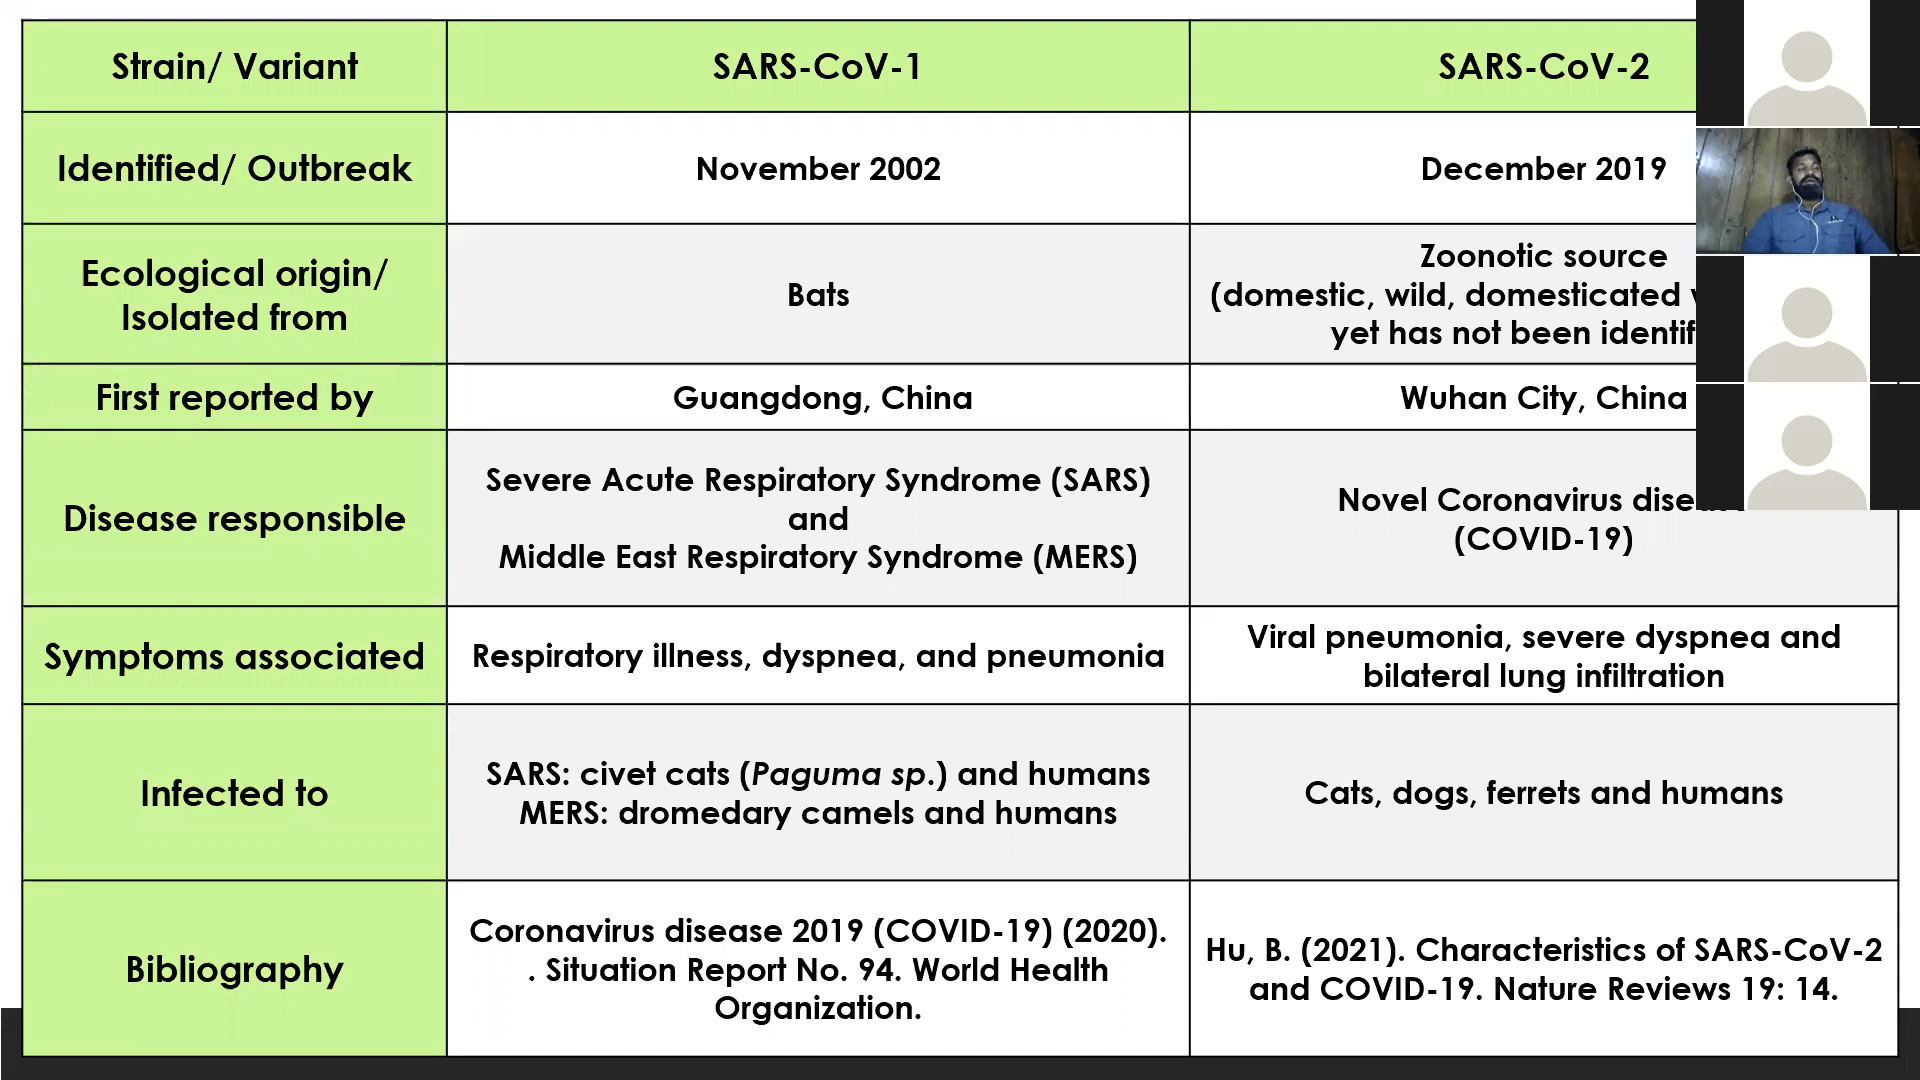 Strain/ Variant
SARS-CoV-1
SARS-CoV-2
Identified/ Outbreak
November 2002
December 2019
Ecological origin/
Isolated from
Bats
Zoonotic source
(domestic, wild, domesticated
yet has not been
First reported by
Guangdong, China
Wuhan City, China
Disease responsible
Severe Acute Respiratory Syndrome (SARS)
and
Middle East Respiratory Syndrome (MERS)
Novel Coronavirus
(COVID-19)
Symptoms associated
Respiratory illness, dyspnea, and pneumonia
Viral pneumonia, severe dyspnea and
bilateral lung infiltration
Infected to
SARS: civet cats (Paguma sp.) and humans
MERS: dromedary camels and humans
Cats, dogs, ferrets and humans
Bibliography
Coronavirus disease 2019 (COVID-19) (2020).
. Situation Report No. 94. World Health
Organization.
Hu, B. (2021). Characteristics of SARS-CoV-2
and COVID-19. Nature Reviews 19: 14.